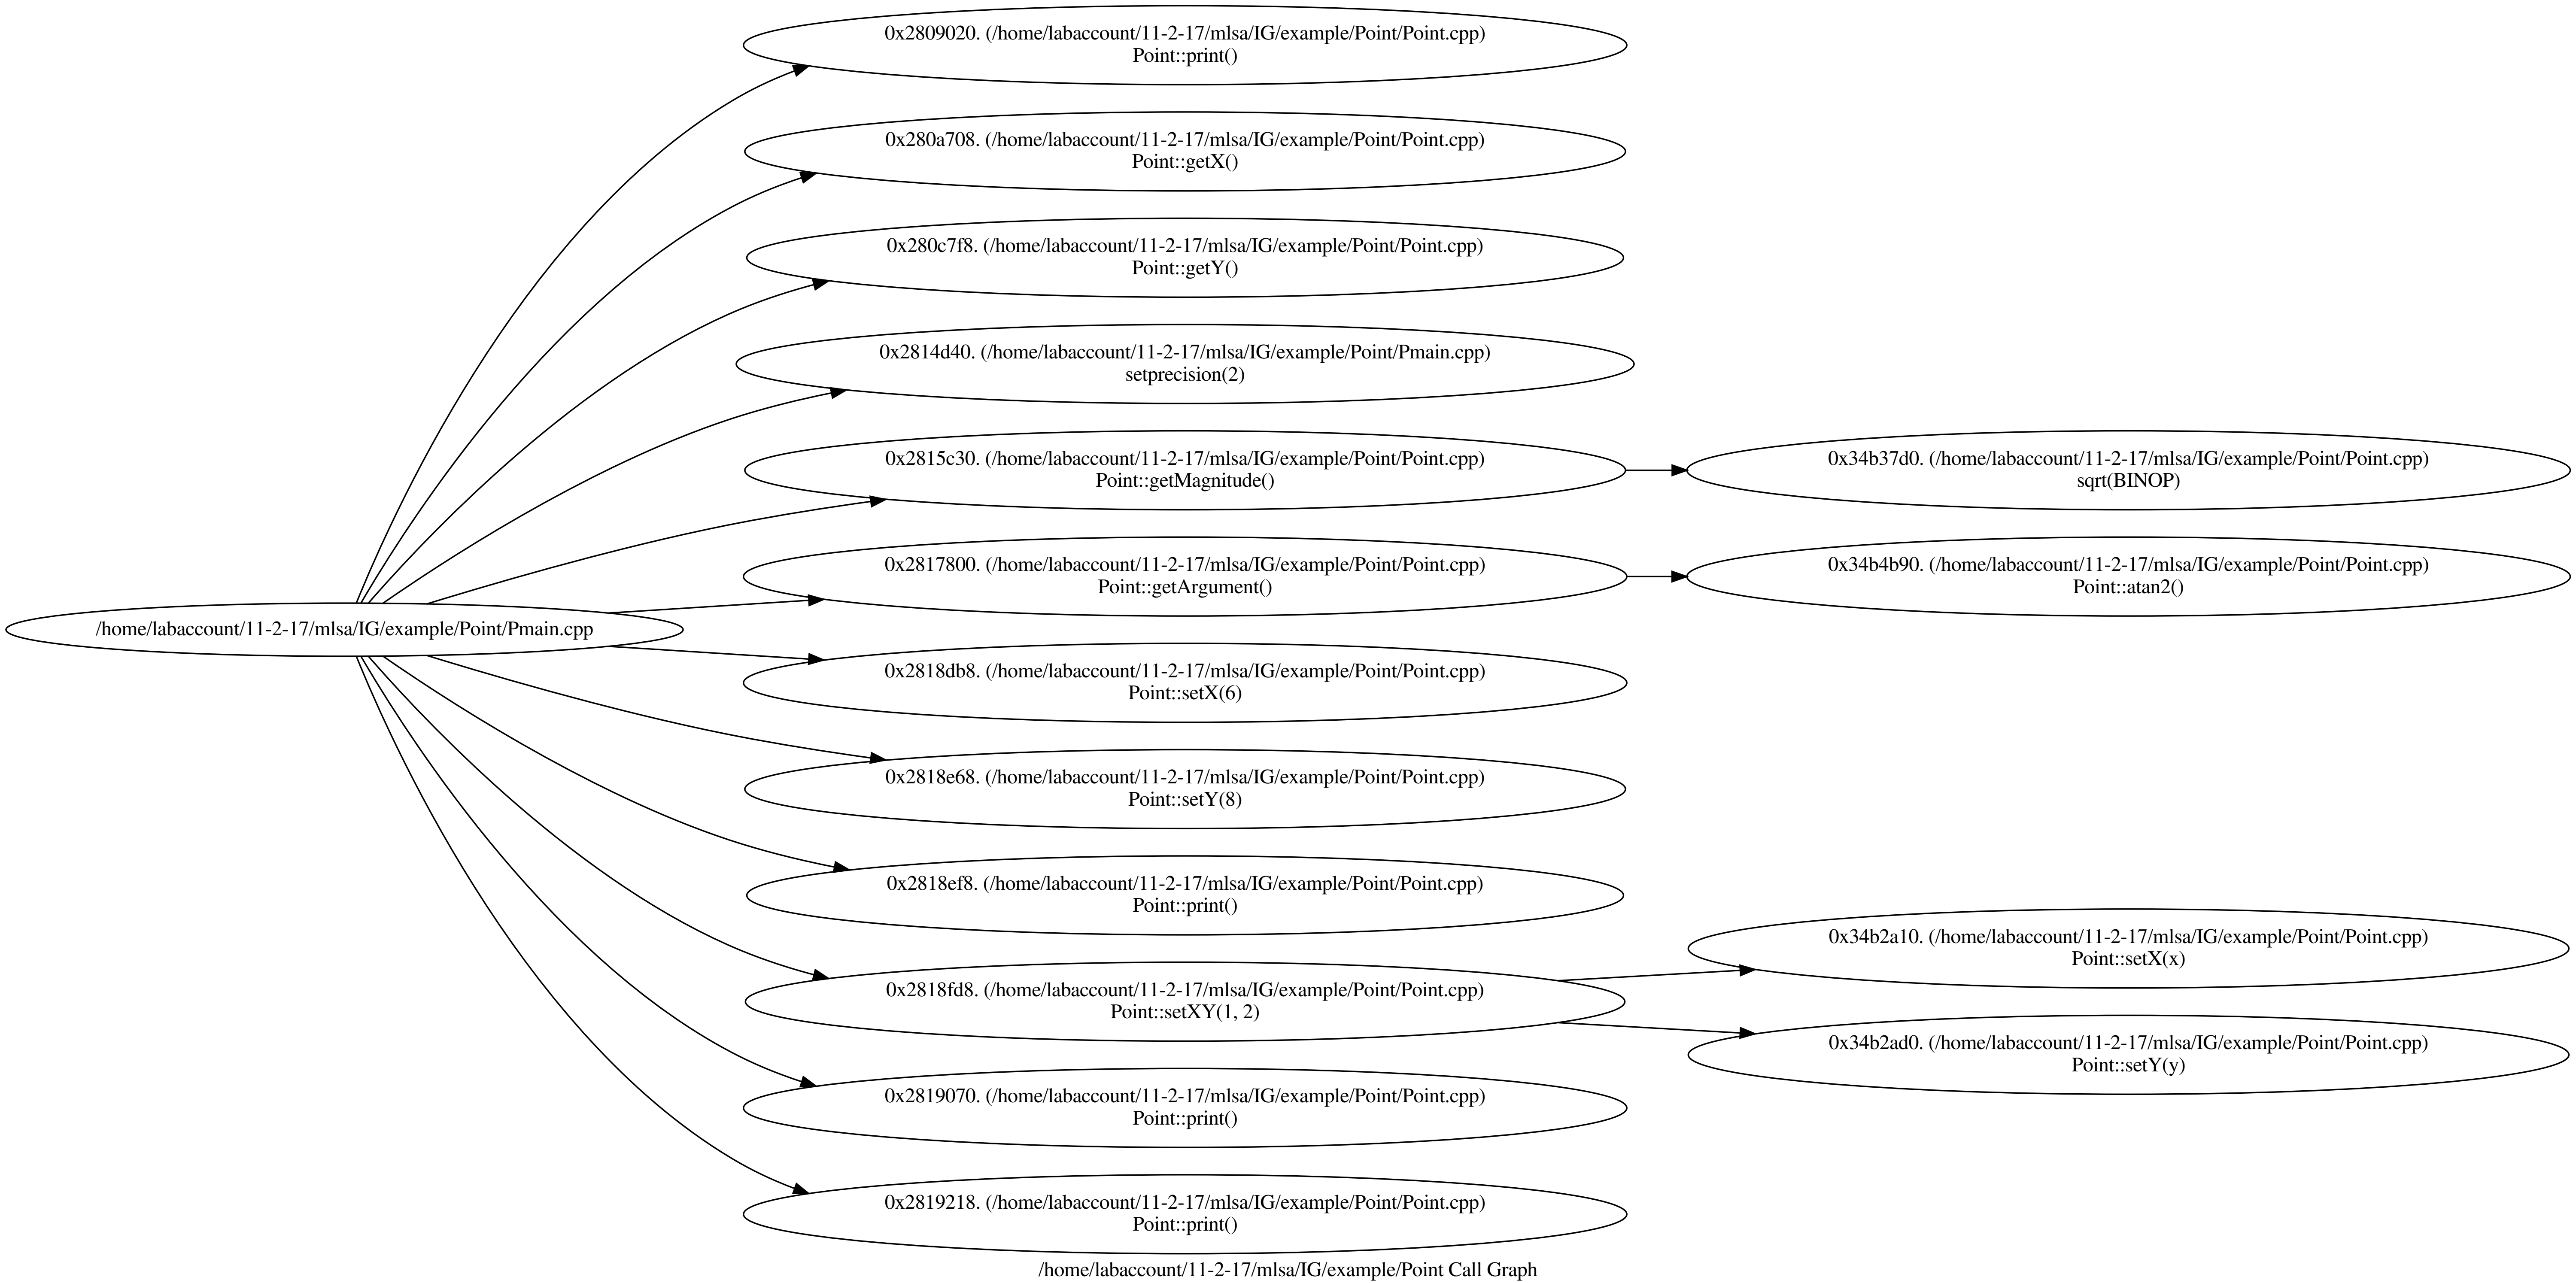 0x2809020. (/home/labaccount/11-2-17/mlsa/IG/example/Point/Point.cpp)
Point::print()
0x280a708. (/home/labaccount/11-2-17/mlsa/IG/example/Point/Point.cpp)
Point::getX()
0x280c7f8. (/home/labaccount/11-2-17/mlsa/IG/example/Point/Point.cpp)
Point::getY()
0x2814d40. (/home/labaccount/11-2-17/mlsa/IG/example/Point/Pmain.cpp)
setprecision(2)
0x2815c30. (/home/labaccount/11-2-17/mlsa/IG/example/Point/Point.cpp)
Point::getMagnitude()
0x34b37d0. (/home/labaccount/11-2-17/mlsa/IG/example/Point/Point.cpp)
sqrt(BINOP)
0x2817800. (/home/labaccount/11-2-17/mlsa/IG/example/Point/Point.cpp)
Point::getArgument()
0x34b4b90. (/home/labaccount/11-2-17/mlsa/IG/example/Point/Point.cpp)
Point::atan2()
/home/labaccount/11-2-17/mlsa/IG/example/Point/Pmain.cpp
0x2818db8. (/home/labaccount/11-2-17/mlsa/IG/example/Point/Point.cpp)
Point::setX(6)
0x2818e68. (/home/labaccount/11-2-17/mlsa/IG/example/Point/Point.cpp)
Point::setY(8)
0x2818ef8. (/home/labaccount/11-2-17/mlsa/IG/example/Point/Point.cpp)
Point::print()
0x2818fd8. (/home/labaccount/11-2-17/mlsa/IG/example/Point/Point.cpp)
Point::setXY(1, 2)
0x34b2a10. (/home/labaccount/11-2-17/mlsa/IG/example/Point/Point.cpp)
Point::setX(x)
0x34b2ad0. (/home/labaccount/11-2-17/mlsa/IG/example/Point/Point.cpp)
Point::setY(y)
0x2819070. (/home/labaccount/11-2-17/mlsa/IG/example/Point/Point.cpp)
Point::print()
0x2819218. (/home/labaccount/11-2-17/mlsa/IG/example/Point/Point.cpp)
Point::print()
/home/labaccount/11-2-17/mlsa/IG/example/Point Call Graph